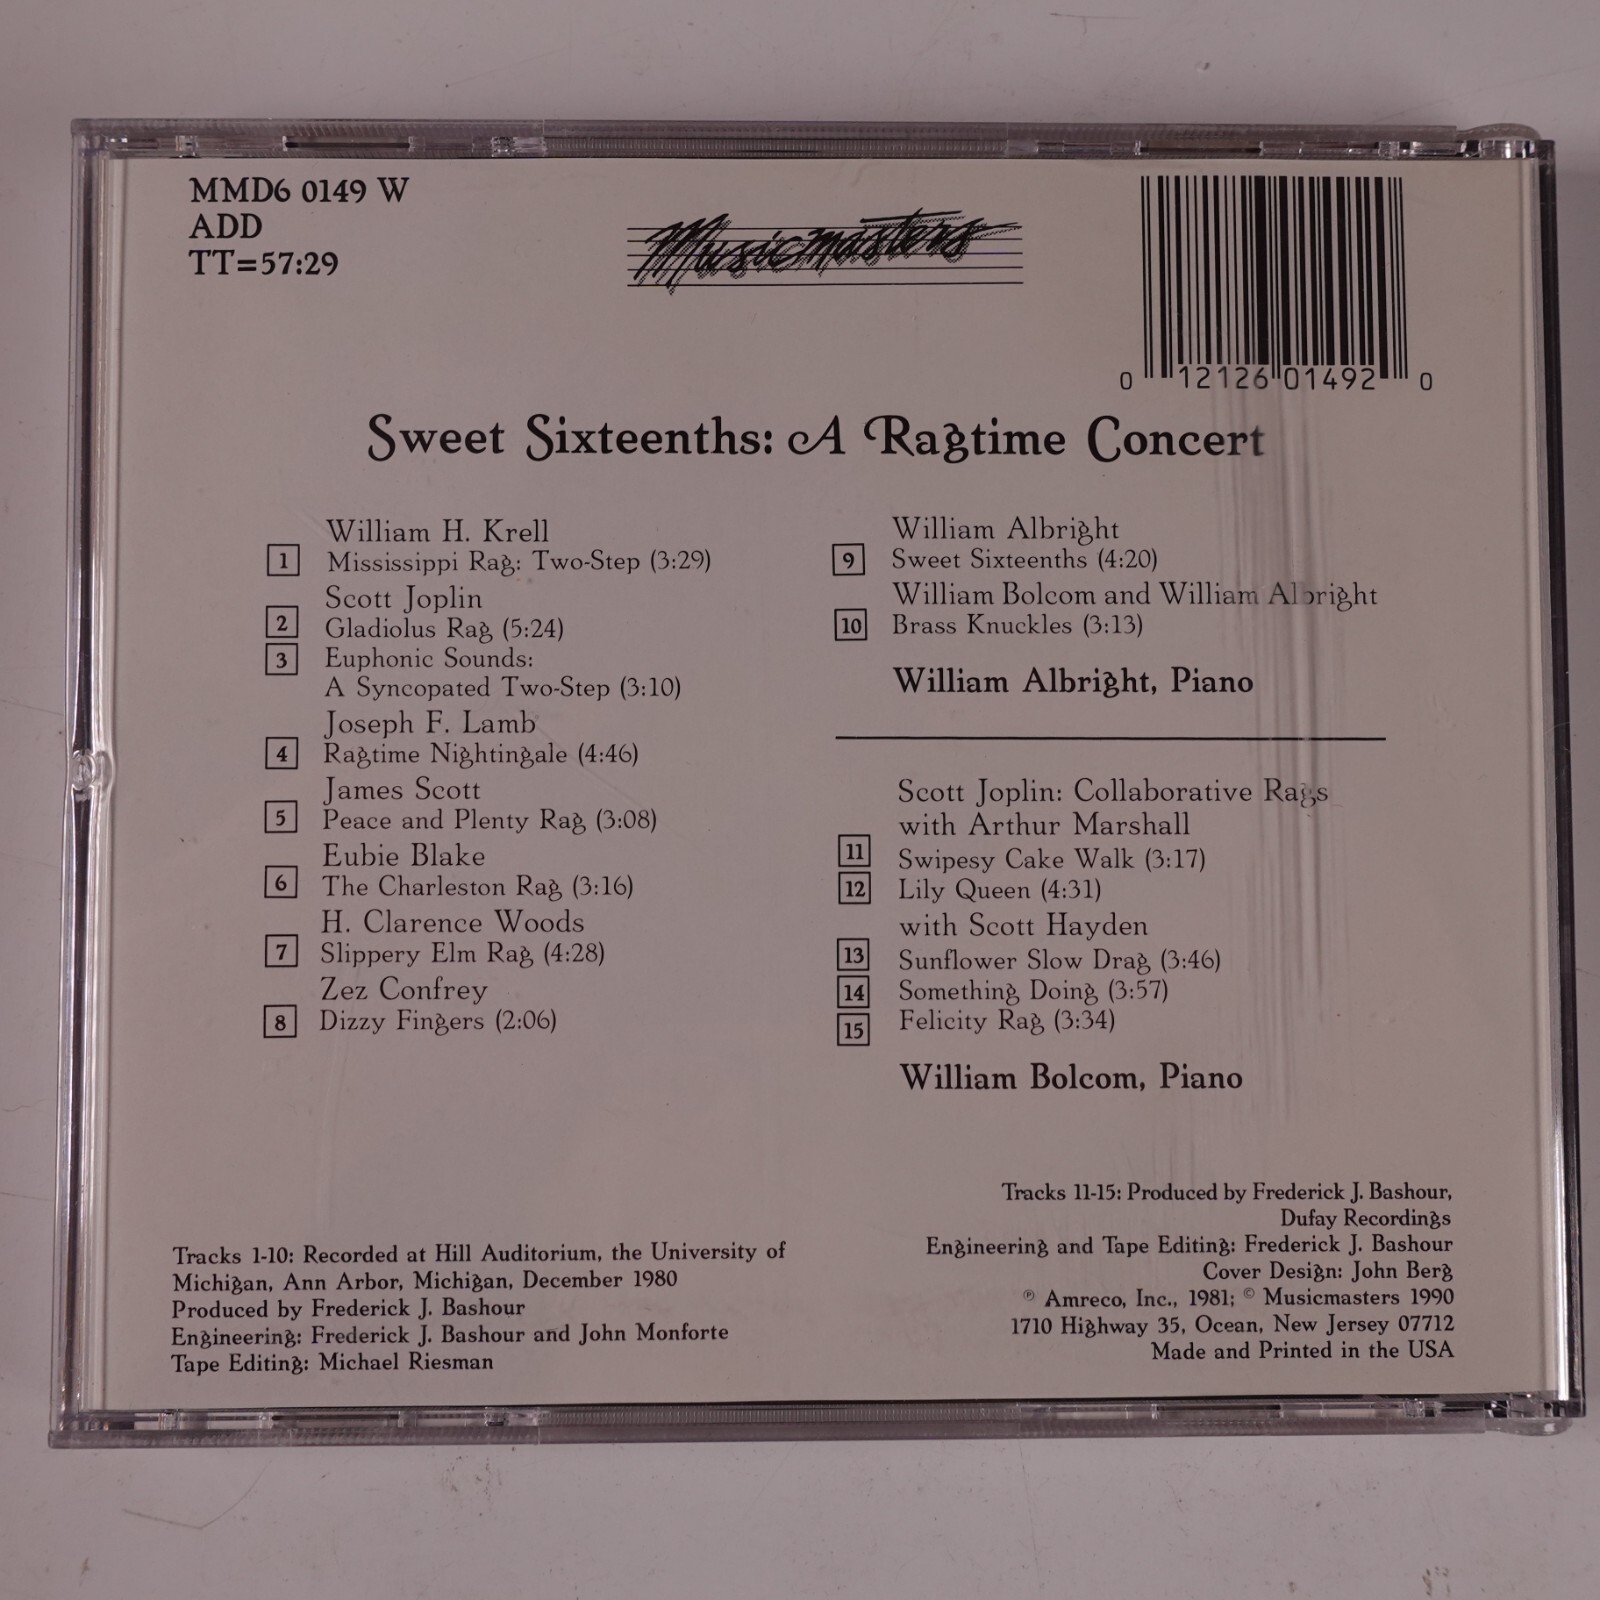 MMD6 0149 W
ADD
TT=57:29
Musicmasters
0 12126 01492 0
Sweet Sixteenths: A Ragtime Concert
William H. Krell
1 Mississippi Rag: Two-Step (3:29)
Scott Joplin
2 Gladiolus Rag (5:24)
3 Euphonic Sounds:
A Syncopated Two-Step (3:10)
Joseph F. Lamb
4 Ragtime Nightingale (4:46)
James Scott
5 Peace and Plenty Rag (3:08)
Eubie Blake
6 The Charleston Rag (3:16)
H. Clarence Woods
7 Slippery Elm Rag (4:28)
Zez Confrey
8 Dizzy Fingers (2:06)
William Albright
9 Sweet Sixteenths (4:20)
William Bolcom and William Albright
10 Brass Knuckles (3:13)
William Albright, Piano
Scott Joplin: Collaborative Rags
with Arthur Marshall
11 Swipesy Cake Walk (3:17)
12 Lily Queen (4:31)
with Scott Hayden
13 Sunflower Slow Drag (3:46)
14 Something Doing (3:57)
15 Felicity Rag (3:34)
William Bolcom, Piano
Tracks 1-10: Recorded at Hill Auditorium, the University of
Michigan, Ann Arbor, Michigan, December 1980
Produced by Frederick J. Bashour
Engineering: Frederick J. Bashour and John Monforte
Tape Editing: Michael Riesman
Tracks 11-15: Produced by Frederick J. Bashour,
Dufay Recordings
Engineering and Tape Editing: Frederick J. Bashour
Cover Design: John Berg
℗ Amreco, Inc., 1981; © Musicmasters 1990
1710 Highway 35, Ocean, New Jersey 07712
Made and Printed in the USA